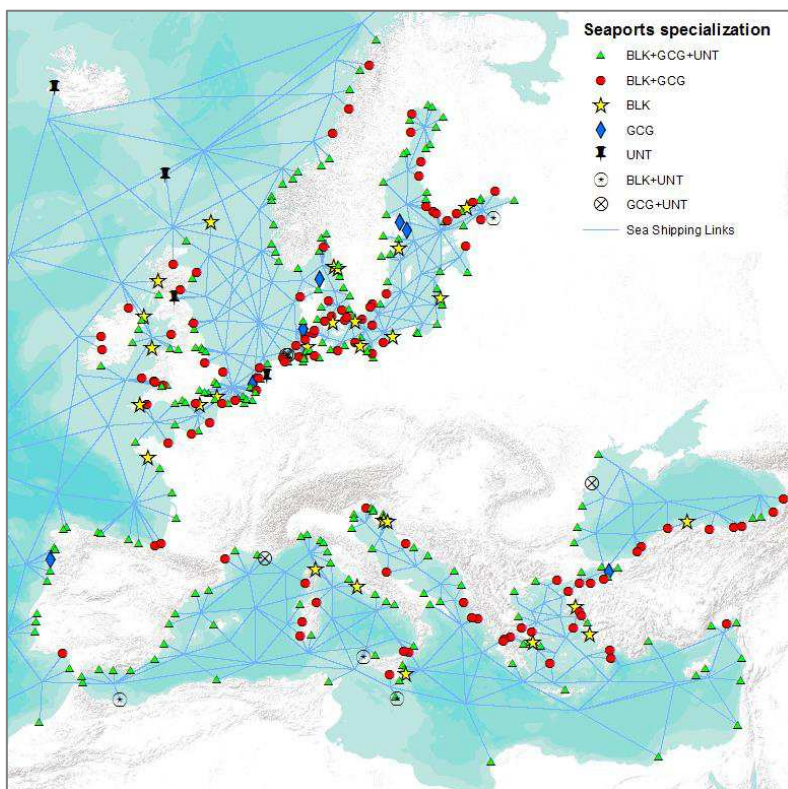 Seaports specialization
BLK+GCG+UNT
BLK+GCG
BLK
GCG
UNT
BLK+UNT
GCG+UNT
Sea Shipping Links